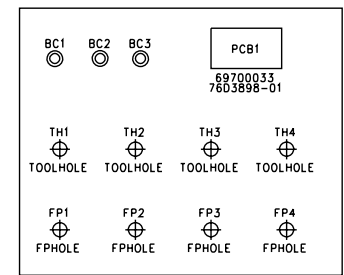 BC1 BC2 BC3 PCB1
69700033
76D3898-01
TH1 TH2 TH3 TH4
TOOLHOLE TOOLHOLE TOOLHOLE TOOLHOLE
FP1 FP2 FP3 FP4
FPHOLE FPHOLE FPHOLE FPHOLE